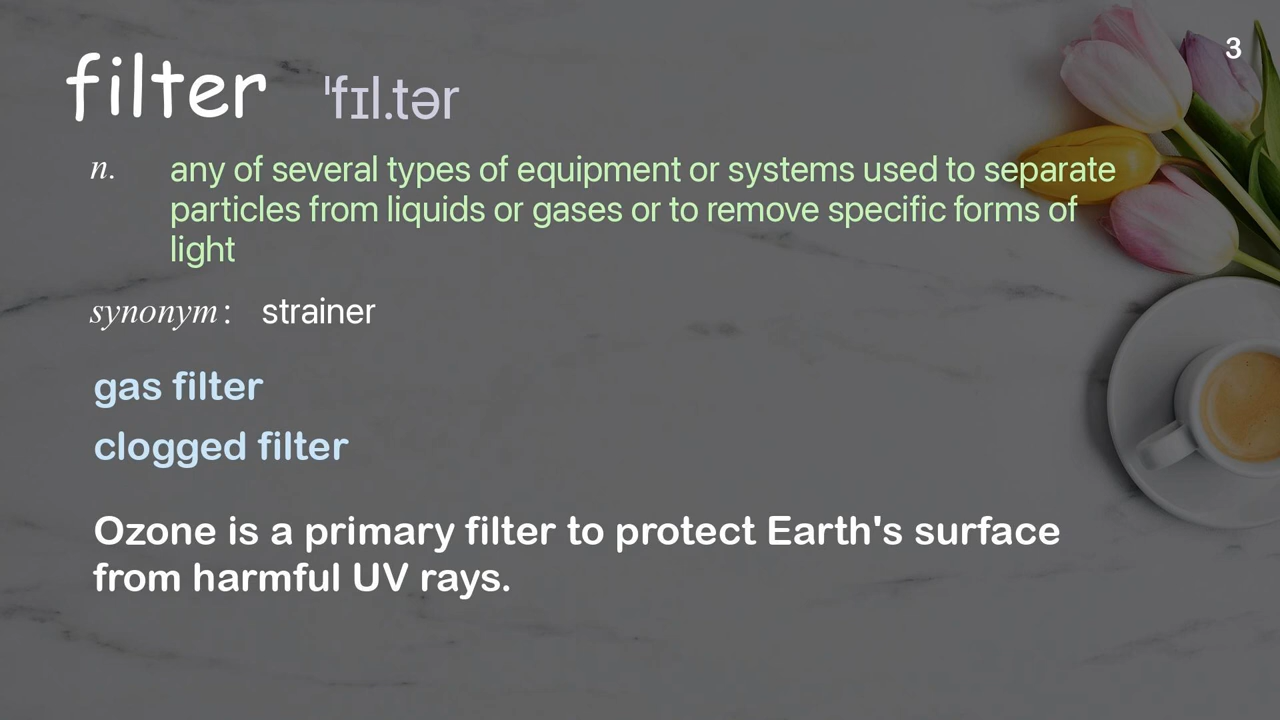 3
filter ˈfɪl.tər
n. any of several types of equipment or systems used to separate
particles from liquids or gases or to remove specific forms of
light
synonym: strainer
gas filter
clogged filter
Ozone is a primary filter to protect Earth's surface
from harmful UV rays.